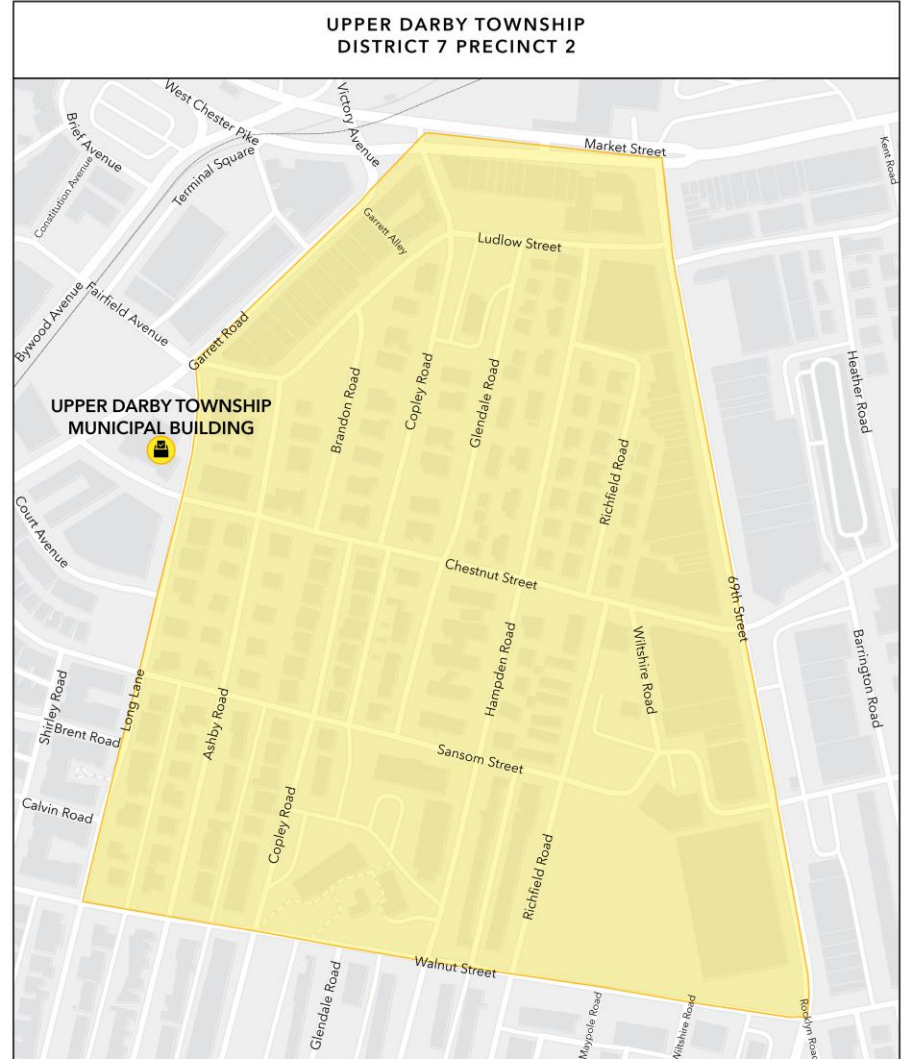 UPPER DARBY TOWNSHIP
DISTRICT 7 PRECINCT 2
West Chester Pike
Victory Avenue
Market Street
Kent Road
Brief Avenue
Constitution Avenue
Terminal Square
Garrett Alley
Ludlow Street
Bywood Avenue
Fairfield Avenue
Garrett Road
Heather Road
Brandon Road
Copley Road
Glendale Road
UPPER DARBY TOWNSHIP
MUNICIPAL BUILDING
Richfield Road
Court Avenue
Chestnut Street
69th Street
Hampden Road
Wiltshire Road
Barrington Road
Shirley Road
Long Lane
Ashby Road
Brent Road
Sansom Street
Calvin Road
Copley Road
Richfield Road
Walnut Street
Glendale Road
Maypole Road
Wiltshire Road
Rocklyn Road